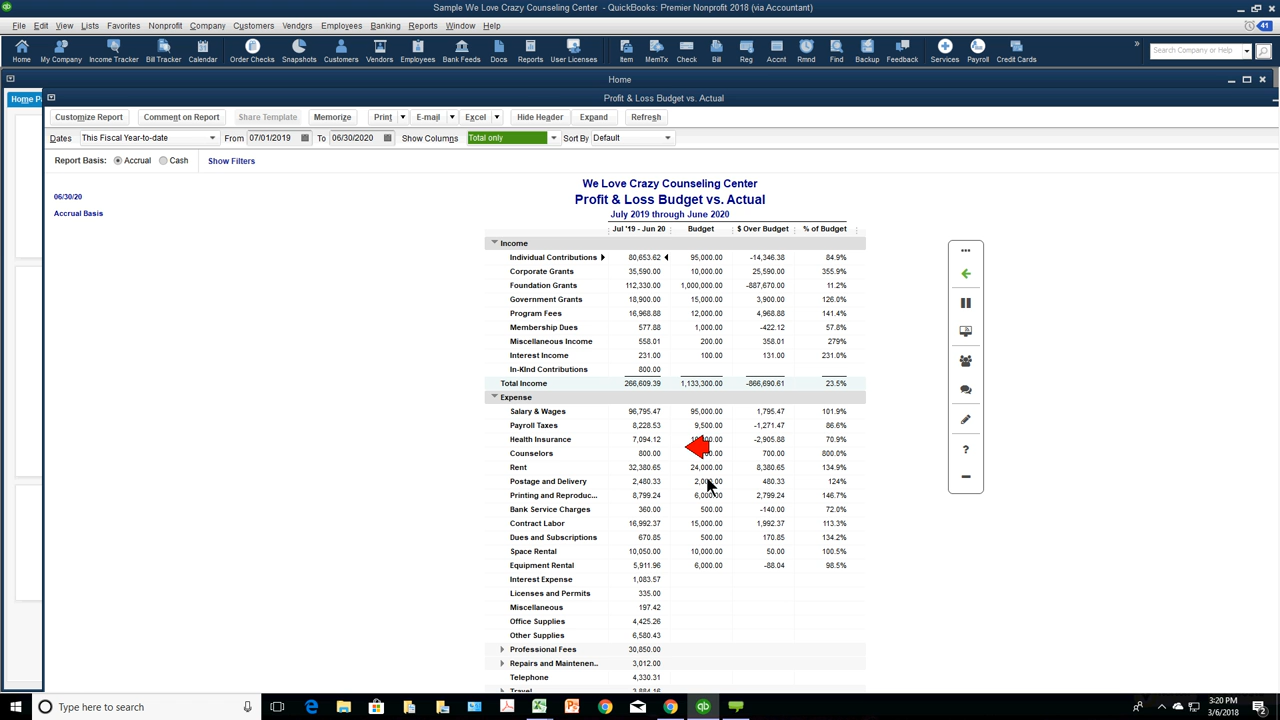 Sample We Love Crazy Counseling Center - QuickBooks: Premier Nonprofit 2018 (via Accountant)
File Edit View Lists Favorites Nonprofit Company Customers Vendors Employees Banking Reports Window Help
41
Home My Company Income Tracker Bill Tracker Calendar Order Checks Snapshots Customers Vendors Employees Bank Feeds Docs Reports User Licenses Item MemTx Check Bill Reg Accnt Rmnd Find Backup Feedback Services Payroll Credit Cards
Search Company or Help
Home
Home P
Profit & Loss Budget vs. Actual
Customize Report Comment on Report Share Template Memorize Print E-mail Excel Hide Header Expand Refresh
Dates This Fiscal Year-to-date From 07/01/2019 To 06/30/2020 Show Columns Total only Sort By Default
Report Basis: Accrual Cash Show Filters
We Love Crazy Counseling Center
06/30/20
Profit & Loss Budget vs. Actual
Accrual Basis
July 2019 through June 2020
Jul '19 - Jun 20 Budget $ Over Budget % of Budget
Income
Individual Contributions 80,653.62 95,000.00 -14,346.38 84.9%
Corporate Grants 35,590.00 10,000.00 25,590.00 355.9%
Foundation Grants 112,330.00 1,000,000.00 -887,670.00 11.2%
Government Grants 18,900.00 15,000.00 3,900.00 126.0%
Program Fees 16,968.88 12,000.00 4,968.88 141.4%
Membership Dues 577.88 1,000.00 -422.12 57.8%
Miscellaneous Income 558.01 200.00 358.01 279%
Interest Income 231.00 100.00 131.00 231.0%
In-KInd Contributions 800.00
Total Income 266,609.39 1,133,300.00 -866,690.61 23.5%
Expense
Salary & Wages 96,795.47 95,000.00 1,795.47 101.9%
Payroll Taxes 8,228.53 9,500.00 -1,271.47 86.6%
Health Insurance 7,094.12 -2,905.88 70.9%
Counselors 800.00 700.00 800.0%
Rent 32,380.65 24,000.00 8,380.65 134.9%
Postage and Delivery 2,480.33 2,000.00 480.33 124%
Printing and Reproduc... 8,799.24 6,000.00 2,799.24 146.7%
Bank Service Charges 360.00 500.00 -140.00 72.0%
Contract Labor 16,992.37 15,000.00 1,992.37 113.3%
Dues and Subscriptions 670.85 500.00 170.85 134.2%
Space Rental 10,050.00 10,000.00 50.00 100.5%
Equipment Rental 5,911.96 6,000.00 -88.04 98.5%
Interest Expense 1,083.57
Licenses and Permits 335.00
Miscellaneous 197.42
Office Supplies 4,425.26
Other Supplies 6,580.43
Professional Fees 30,850.00
Repairs and Maintenen.. 3,012.00
Telephone 4,330.31
Travel
Type here to search
3:20 PM
3/6/2018
2